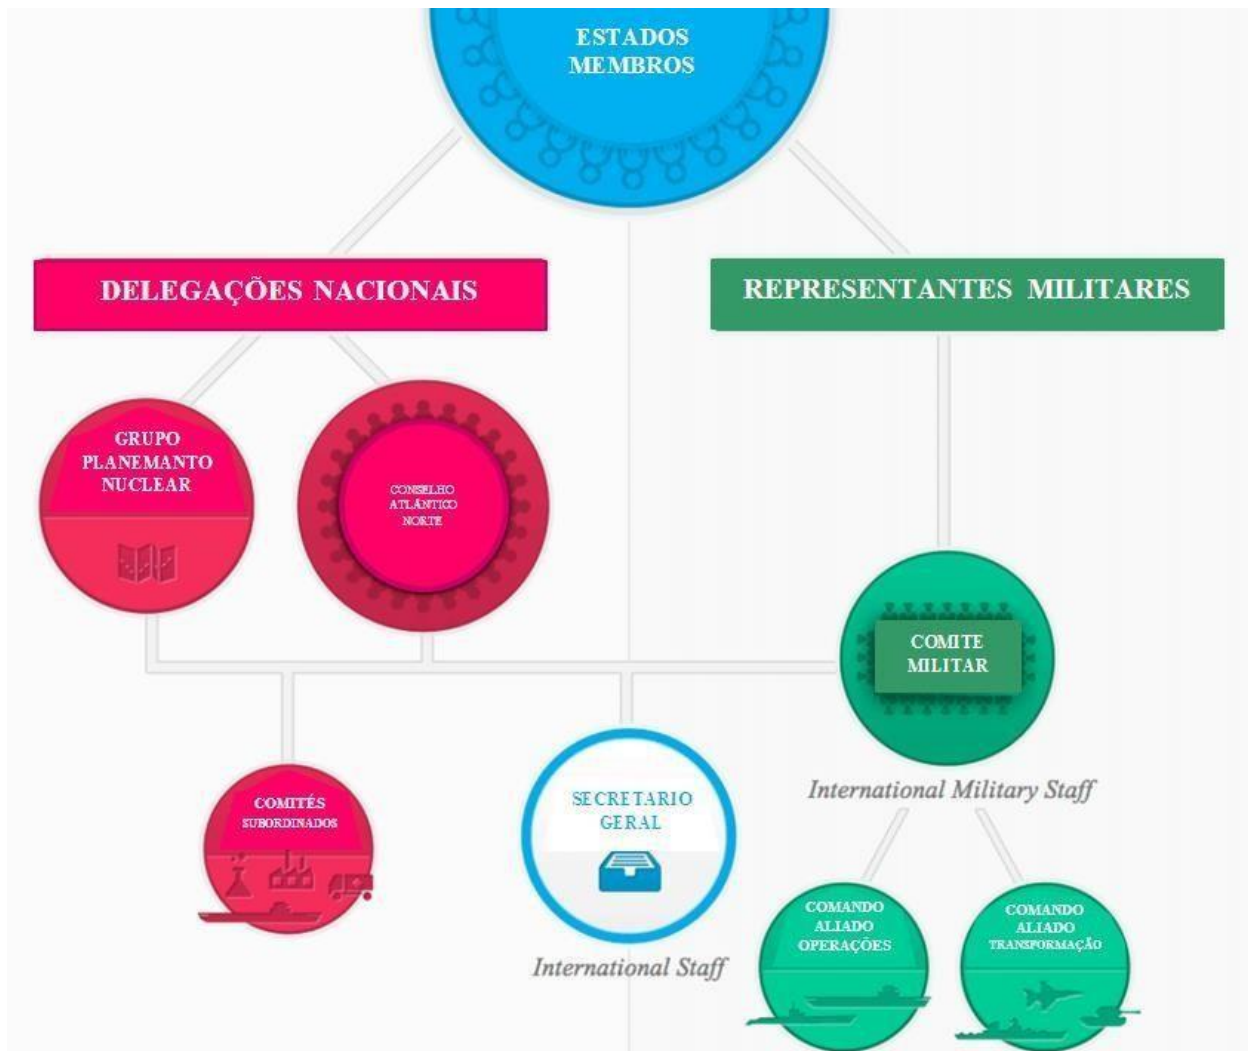 ESTADOS
MEMBROS
DELEGAÇÕES NACIONAIS
REPRESENTANTES MILITARES
GRUPO
PLANEMANTO
NUCLEAR
CONSELHO
ATLÂNTICO
NORTE
COMITE
MILITAR
International Military Staff
COMITÉS
SUBORDINADOS
SECRETARIO
GERAL
International Staff
COMANDO
ALIADO
OPERAÇÕES
COMANDO
ALIADO
TRANSFORMAÇÃO